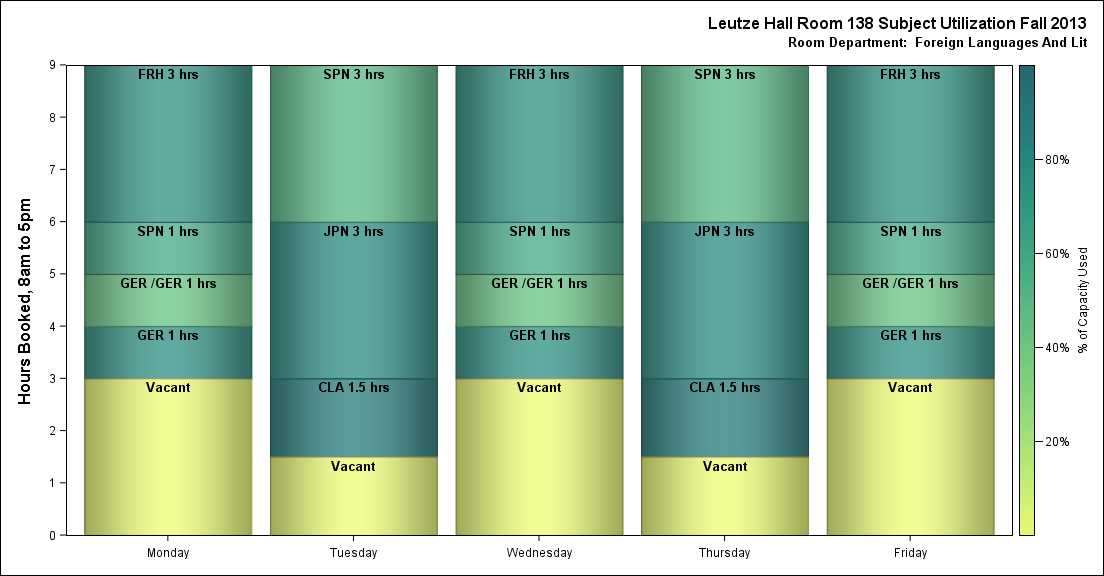 Leutze Hall Room 138 Subject Utilization Fall 2013
Room Department:  Foreign Languages And Lit
Hours Booked, 8am to 5pm
9
8
7
6
5
4
3
2
1
0
FRH 3 hrs
SPN 1 hrs
GER /GER 1 hrs
GER 1 hrs
Vacant
SPN 3 hrs
JPN 3 hrs
CLA 1.5 hrs
Vacant
FRH 3 hrs
SPN 1 hrs
GER /GER 1 hrs
GER 1 hrs
Vacant
SPN 3 hrs
JPN 3 hrs
CLA 1.5 hrs
Vacant
FRH 3 hrs
SPN 1 hrs
GER /GER 1 hrs
GER 1 hrs
Vacant
Monday Tuesday Wednesday Thursday Friday
80%
60%
40%
20%
% of Capacity Used